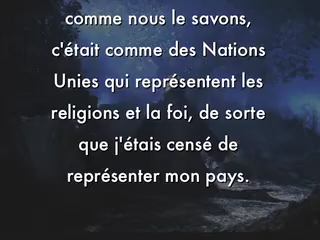 comme nous le savons,
c'était comme des Nations
Unies qui représentent les
religions et la foi, de sorte
que j'étais censé de
représenter mon pays.